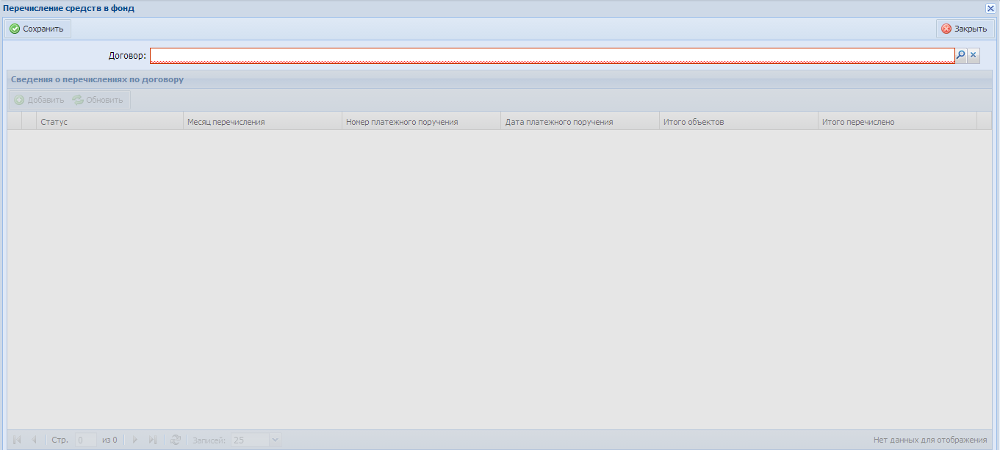 Перечисление средств в фонд
Сохранить Закрыть
Договор:
Сведения о перечислениях по договору
Добавить Обновить
Статус Месяц перечисления Номер платежного поручения Дата платежного поручения Итого объектов Итого перечислено
Стр. 0 из 0 Записей: 25 Нет данных для отображения